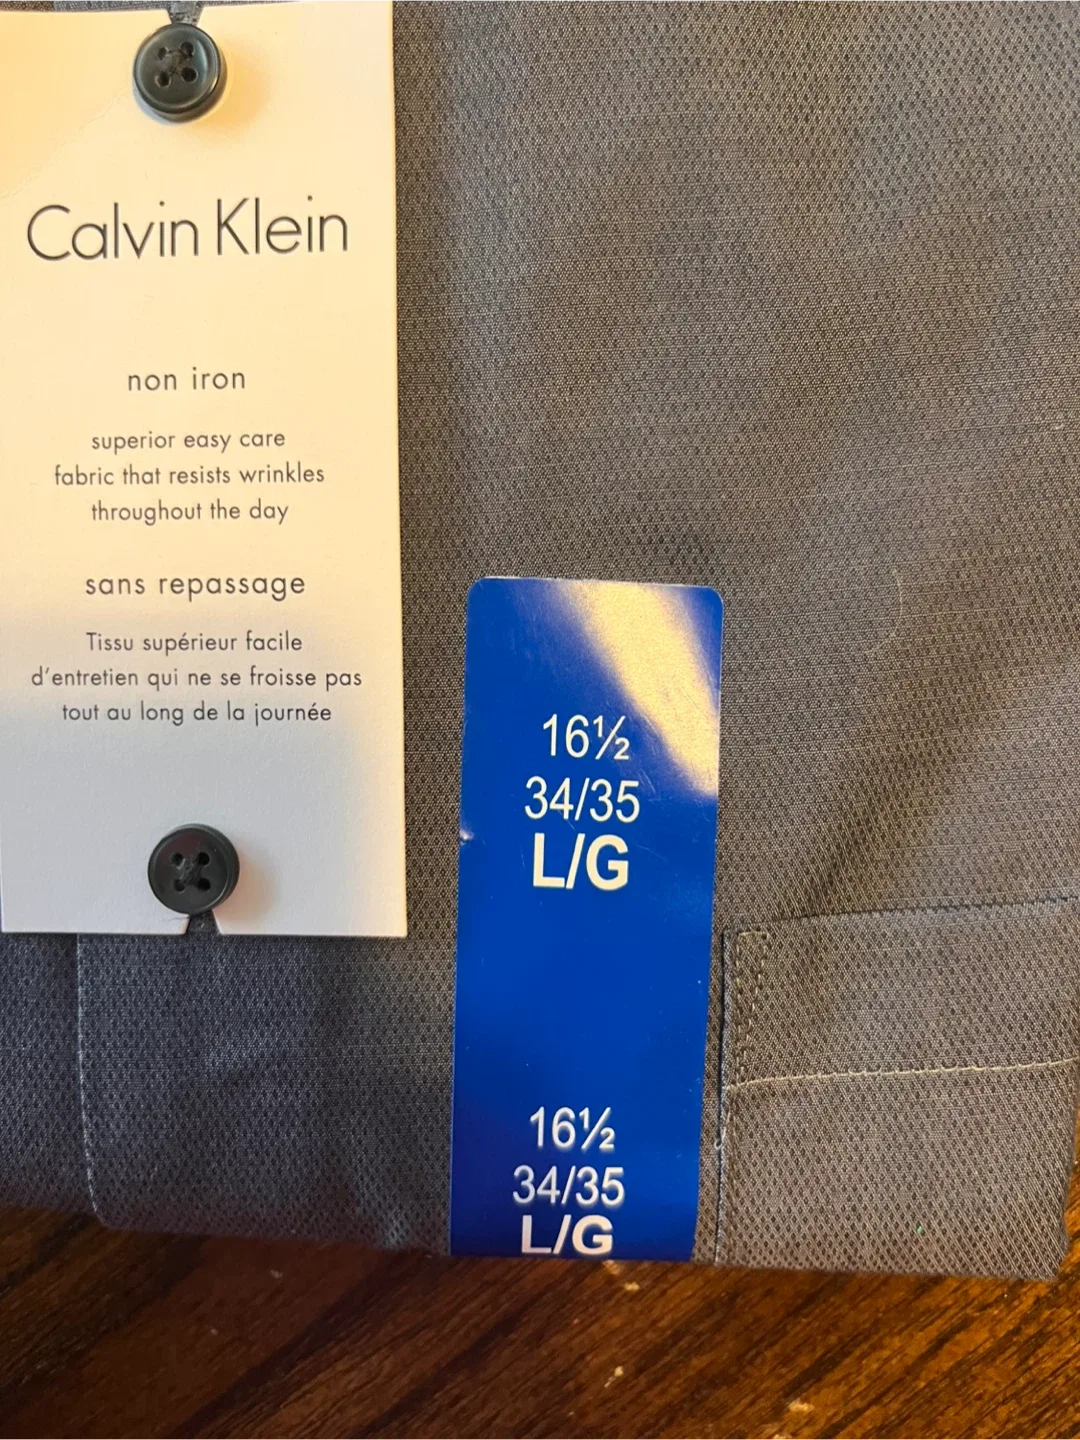 Calvin Klein
non iron
superior easy care
fabric that resists wrinkles
throughout the day
sans repassage
Tissu supérieur facile
d'entretien qui ne se froisse pas
tout au long de la journée
16½
34/35
L/G
16½
34/35
L/G